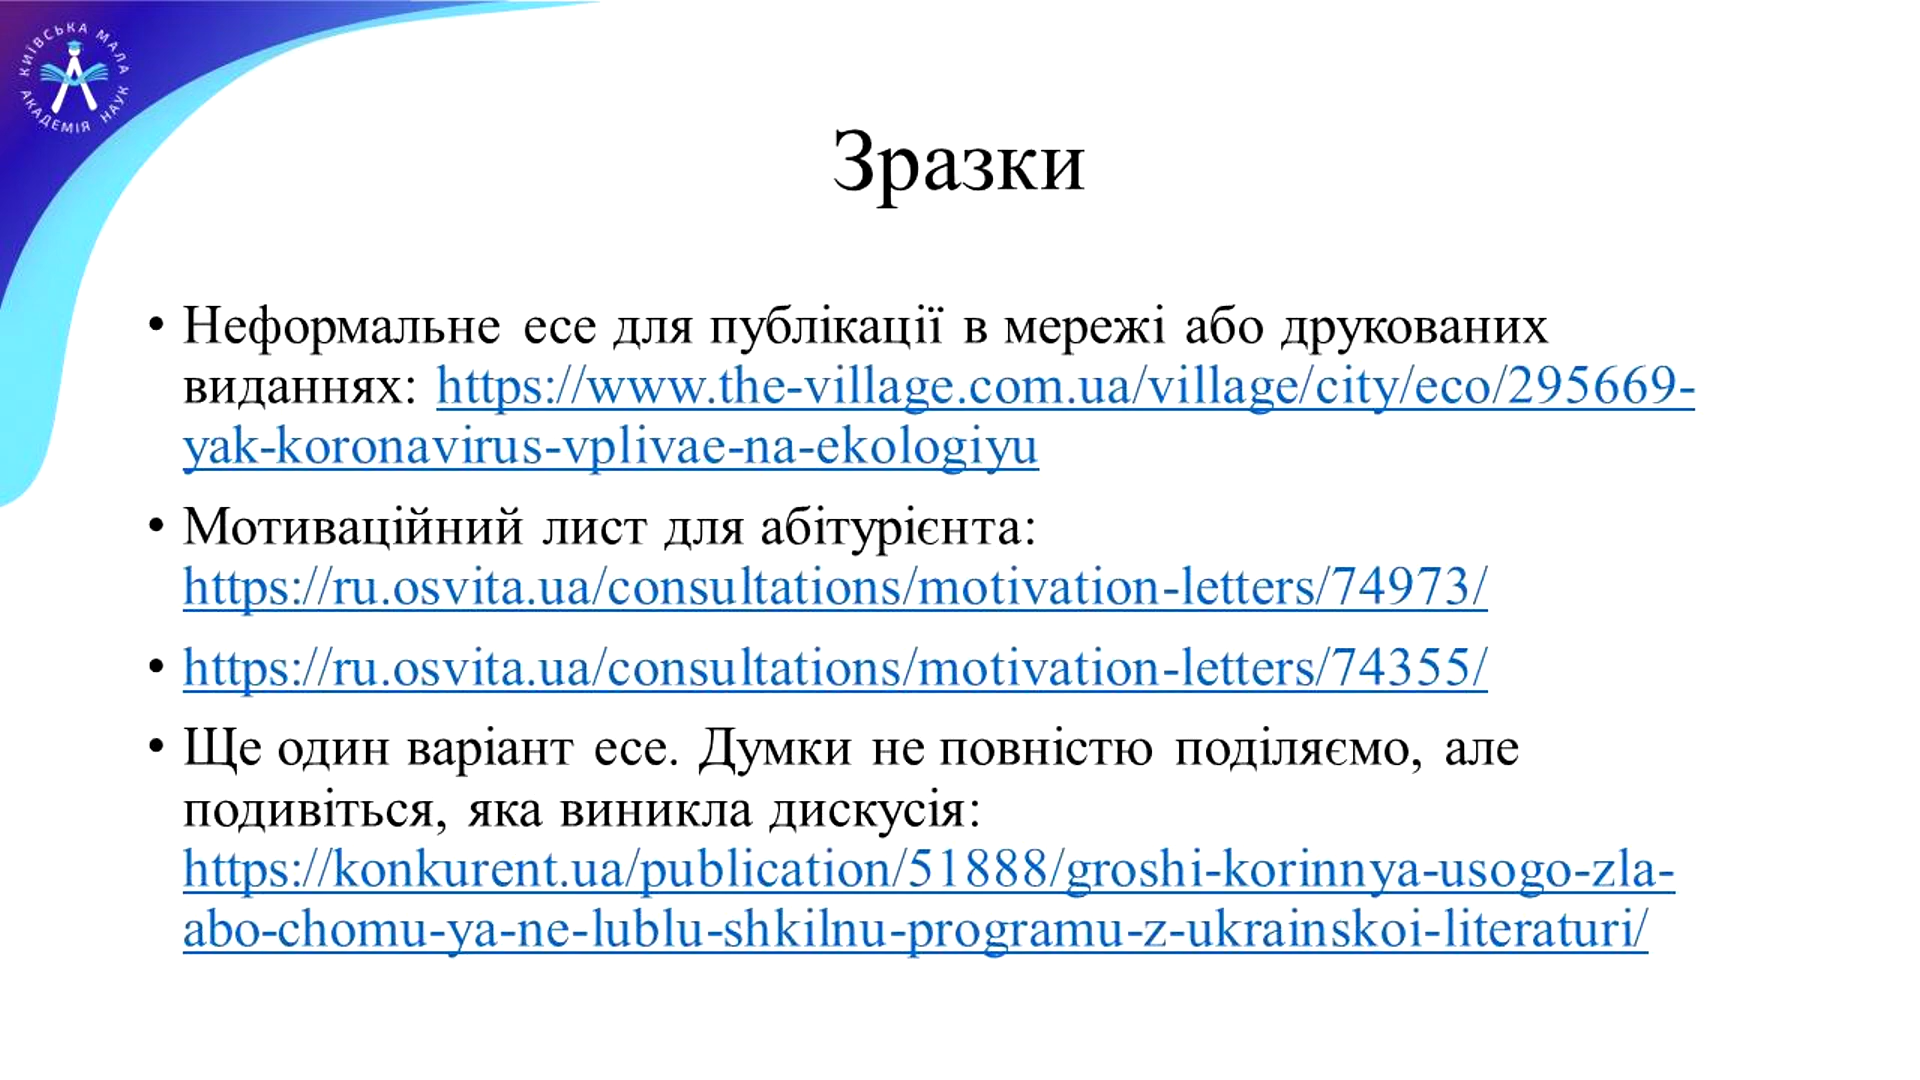 КИЇВСЬКА МАЛА
АКАДЕМІЯ НАУК
Зразки
• Неформальне есе для публікації в мережі або друкованих
виданнях: https://www.the-village.com.ua/village/city/eco/295669-
yak-koronavirus-vplivae-na-ekologiyu
• Мотиваційний лист для абітурієнта:
https://ru.osvita.ua/consultations/motivation-letters/74973/
• https://ru.osvita.ua/consultations/motivation-letters/74355/
• Ще один варіант есе. Думки не повністю поділяємо, але
подивіться, яка виникла дискусія:
https://konkurent.ua/publication/51888/groshi-korinnya-usogo-zla-
abo-chomu-ya-ne-lublu-shkilnu-programu-z-ukrainskoi-literaturi/